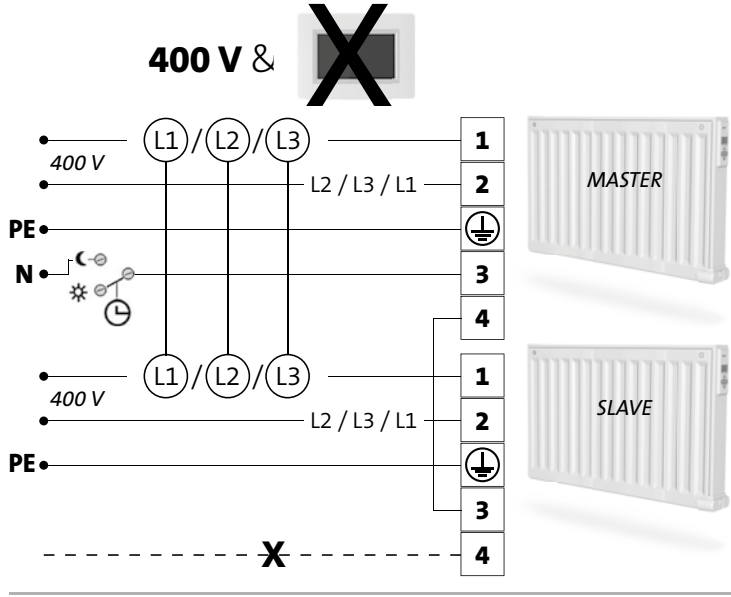 400 V &
L1 / L2 / L3
1
400 V
L2 / L3 / L1
2
MASTER
PE
N
3
4
L1 / L2 / L3
1
400 V
L2 / L3 / L1
2
SLAVE
PE
3
X
4